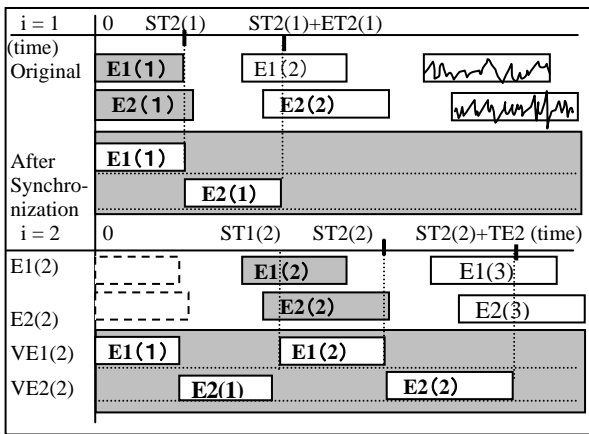 i = 1 0 ST2(1) ST2(1)+ET2(1)
(time)
Original E1(1) E1(2)
E2(1) E2(2)
After Synchro-nization E1(1)
E2(1)
i = 2 0 ST1(2) ST2(2) ST2(2)+TE2 (time)
E1(2) E1(2) E1(3)
E2(2) E2(2) E2(3)
VE1(2) E1(1) E1(2)
VE2(2) E2(1) E2(2)